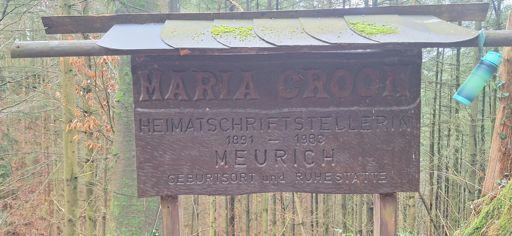 MARIA CROON
HEIMATSCHRIFTSTELLERIN
1891 – 1983
MEURICH
GEBURTSORT und RUHESTÄTTE